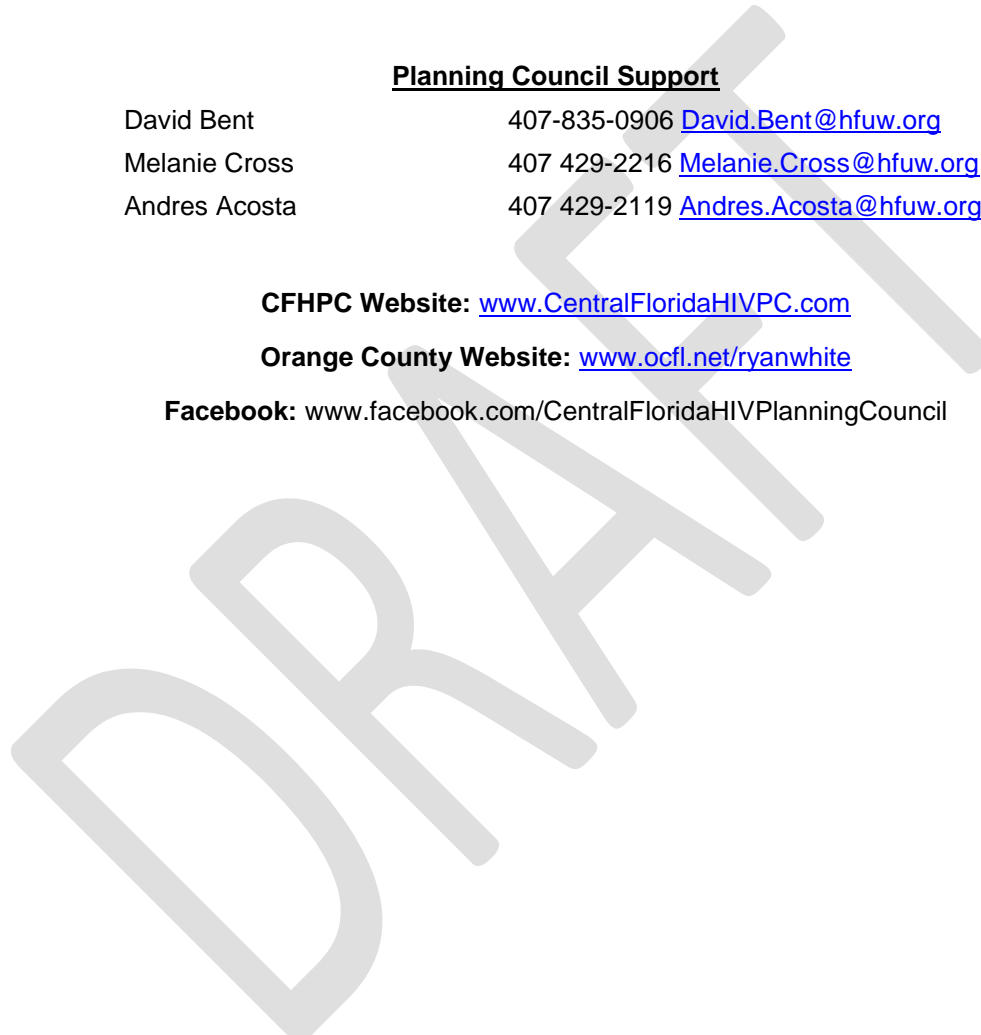 Planning Council Support
David Bent 407-835-0906 David.Bent@hfuw.org
Melanie Cross 407 429-2216 Melanie.Cross@hfuw.org
Andres Acosta 407 429-2119 Andres.Acosta@hfuw.org
CFHPC Website: www.CentralFloridaHIVPC.com
Orange County Website: www.ocfl.net/ryanwhite
Facebook: www.facebook.com/CentralFloridaHIVPlanningCouncil
DRAFT